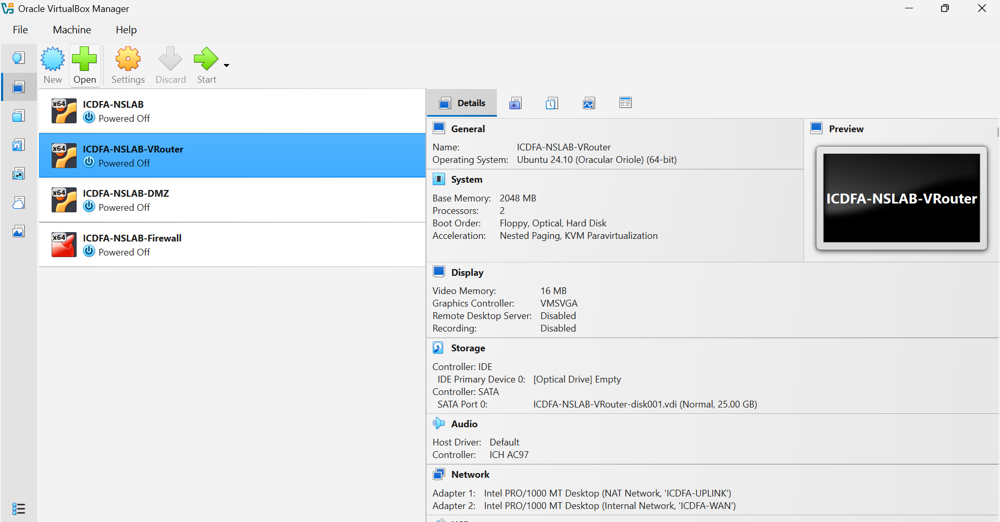 Oracle VirtualBox Manager
File Machine Help
New Open Settings Discard Start
x64 ICDFA-NSLAB
Powered Off
x64 ICDFA-NSLAB-VRouter
Powered Off
x64 ICDFA-NSLAB-DMZ
Powered Off
x64 ICDFA-NSLAB-Firewall
Powered Off
Details
General
Name: ICDFA-NSLAB-VRouter
Operating System: Ubuntu 24.10 (Oracular Oriole) (64-bit)
Preview
ICDFA-NSLAB-VRouter
System
Base Memory: 2048 MB
Processors: 2
Boot Order: Floppy, Optical, Hard Disk
Acceleration: Nested Paging, KVM Paravirtualization
Display
Video Memory: 16 MB
Graphics Controller: VMSVGA
Remote Desktop Server: Disabled
Recording: Disabled
Storage
Controller: IDE
IDE Primary Device 0: [Optical Drive] Empty
Controller: SATA
SATA Port 0: ICDFA-NSLAB-VRouter-disk001.vdi (Normal, 25.00 GB)
Audio
Host Driver: Default
Controller: ICH AC97
Network
Adapter 1: Intel PRO/1000 MT Desktop (NAT Network, 'ICDFA-UPLINK')
Adapter 2: Intel PRO/1000 MT Desktop (Internal Network, 'ICDFA-WAN')